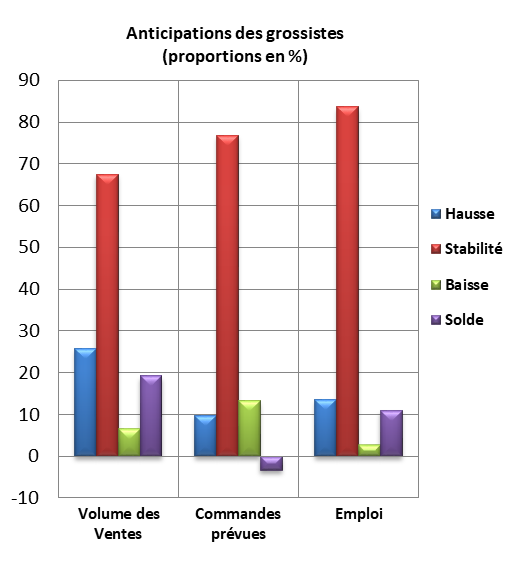 Anticipations des grossistes
(proportions en %)
90
80
70
60
50
40
30
20
10
0
-10
Volume des
Ventes
Commandes
prévues
Emploi
Hausse
Stabilité
Baisse
Solde